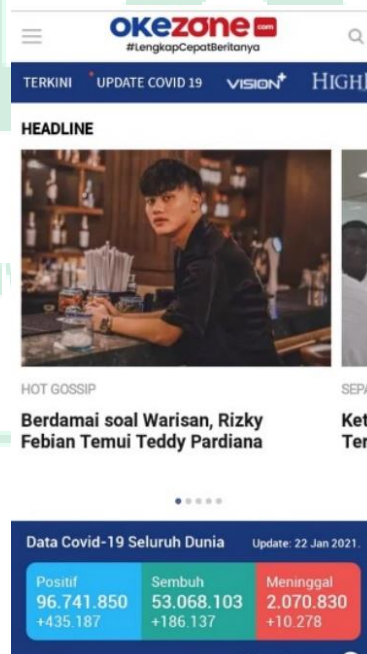 okezone com
#LengkapCepatBeritanya
TERKINI UPDATE COVID 19 VISION+
HEADLINE
HOT GOSSIP
Berdamai soal Warisan, Rizky
Febian Temui Teddy Pardiana
Data Covid-19 Seluruh Dunia Update: 22 Jan 2021.
Positif
96.741.850
+435.187
Sembuh
53.068.103
+186.137
Meninggal
2.070.830
+10.278